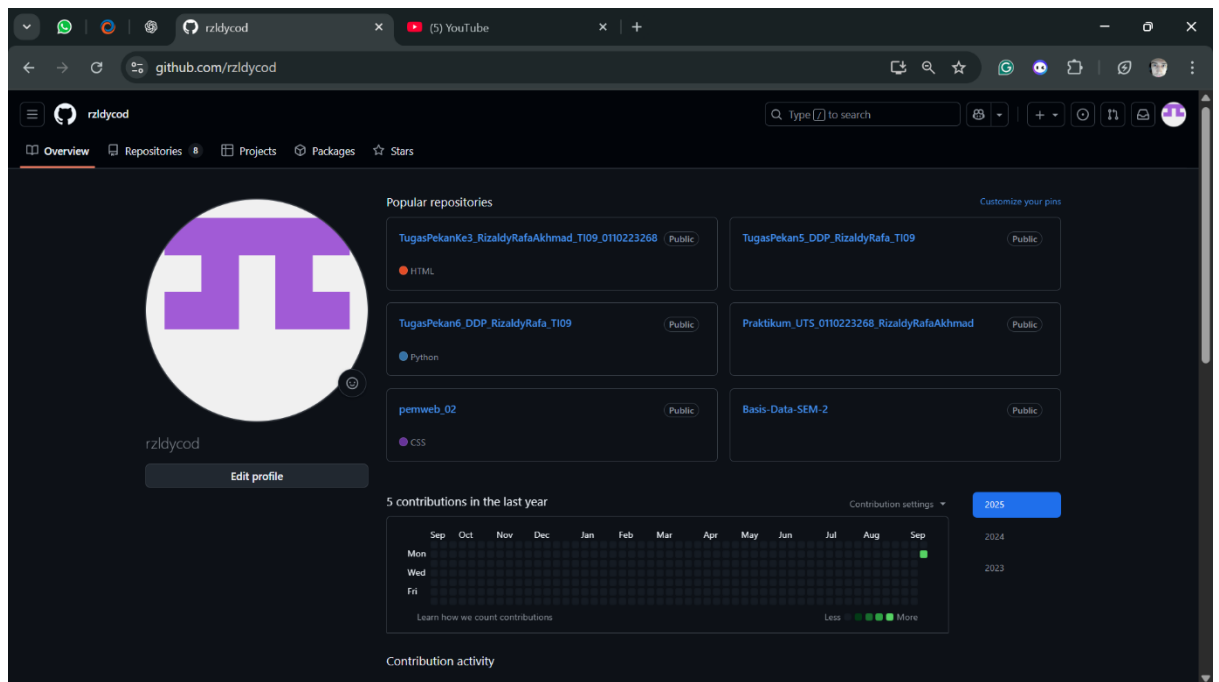 rzldycod
(5) YouTube
github.com/rzldycod
rzldycod
Type / to search
Overview
Repositories 8
Projects
Packages
Stars
Popular repositories
Customize your pins
TugasPekanKe3_RizaldyRafaAkhmad_TI09_0110223268 Public
HTML
TugasPekan5_DDP_RizaldyRafa_TI09 Public
TugasPekan6_DDP_RizaldyRafa_TI09 Public
Python
Praktikum_UTS_0110223268_RizaldyRafaAkhmad Public
pemweb_02 Public
CSS
Basis-Data-SEM-2 Public
rzldycod
Edit profile
5 contributions in the last year
Contribution settings
2025
2024
2023
Sep Oct Nov Dec Jan Feb Mar Apr May Jun Jul Aug Sep
Mon
Wed
Fri
Learn how we count contributions
Less More
Contribution activity